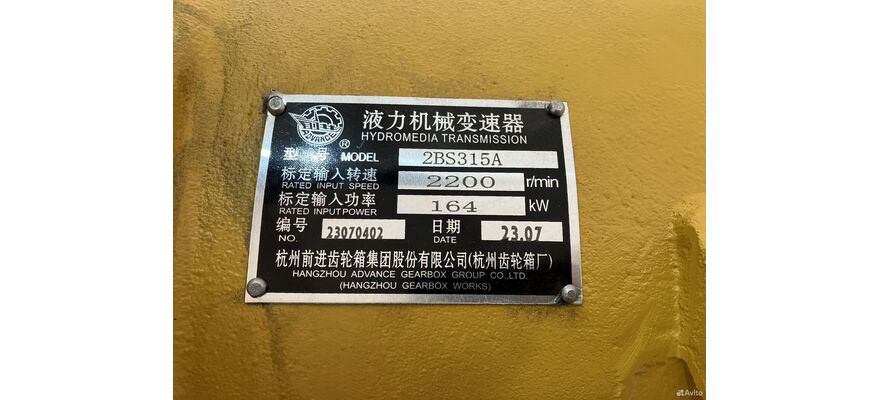 ADVANCE
®
液力机械变速器
HYDROMEDIA TRANSMISSION
型号 MODEL 2BS315A
标定输入转速 2200 r/min
RATED INPUT SPEED
标定输入功率 164 kW
RATED INPUT POWER
编号 23070402 日期 23.07
NO. DATE
杭州前进齿轮箱集团股份有限公司(杭州齿轮箱厂)
HANGZHOU ADVANCE GEARBOX GROUP CO.,LTD.
(HANGZHOU GEARBOX WORKS)
Avito